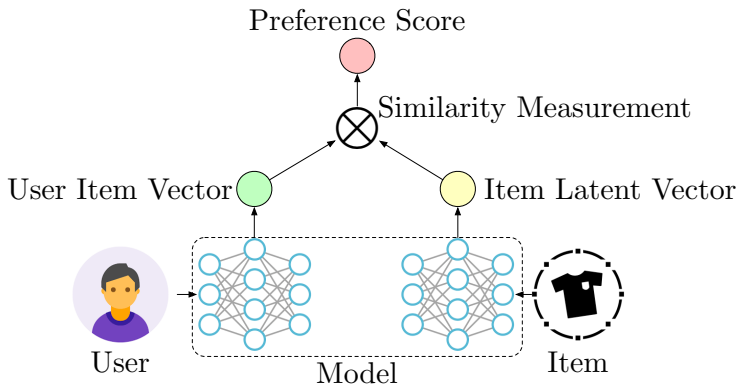 Preference Score
Similarity Measurement
User Item Vector
Item Latent Vector
User
Item
Model